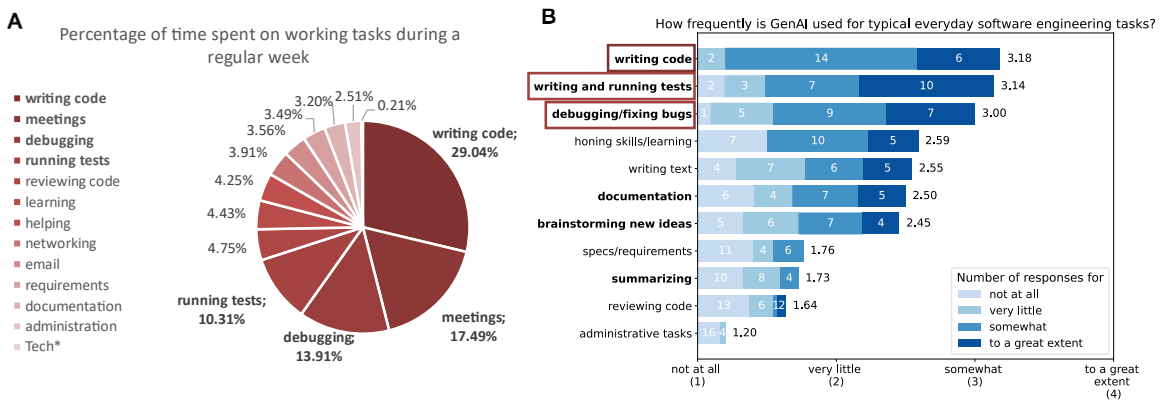 A
Percentage of time spent on working tasks during a
regular week
writing code
meetings
debugging
running tests
reviewing code
learning
helping
networking
email
requirements
documentation
administration
Tech*
writing code;
29.04%
meetings;
17.49%
debugging;
13.91%
running tests;
10.31%
4.75%
4.43%
4.25%
3.91%
3.56%
3.49%
3.20%
2.51%
0.21%
B
How frequently is GenAI used for typical everyday software engineering tasks?
writing code 2 14 6 3.18
writing and running tests 2 3 7 10 3.14
debugging/fixing bugs 1 5 9 7 3.00
honing skills/learning 7 10 5 2.59
writing text 4 7 6 5 2.55
documentation 6 4 7 5 2.50
brainstorming new ideas 5 6 7 4 2.45
specs/requirements 11 4 6 1.76
summarizing 10 8 4 1.73
reviewing code 13 6 1 2 1.64
administrative tasks 16 4 1.20
Number of responses for
not at all
very little
somewhat
to a great extent
not at all
(1)
very little
(2)
somewhat
(3)
to a great
extent
(4)